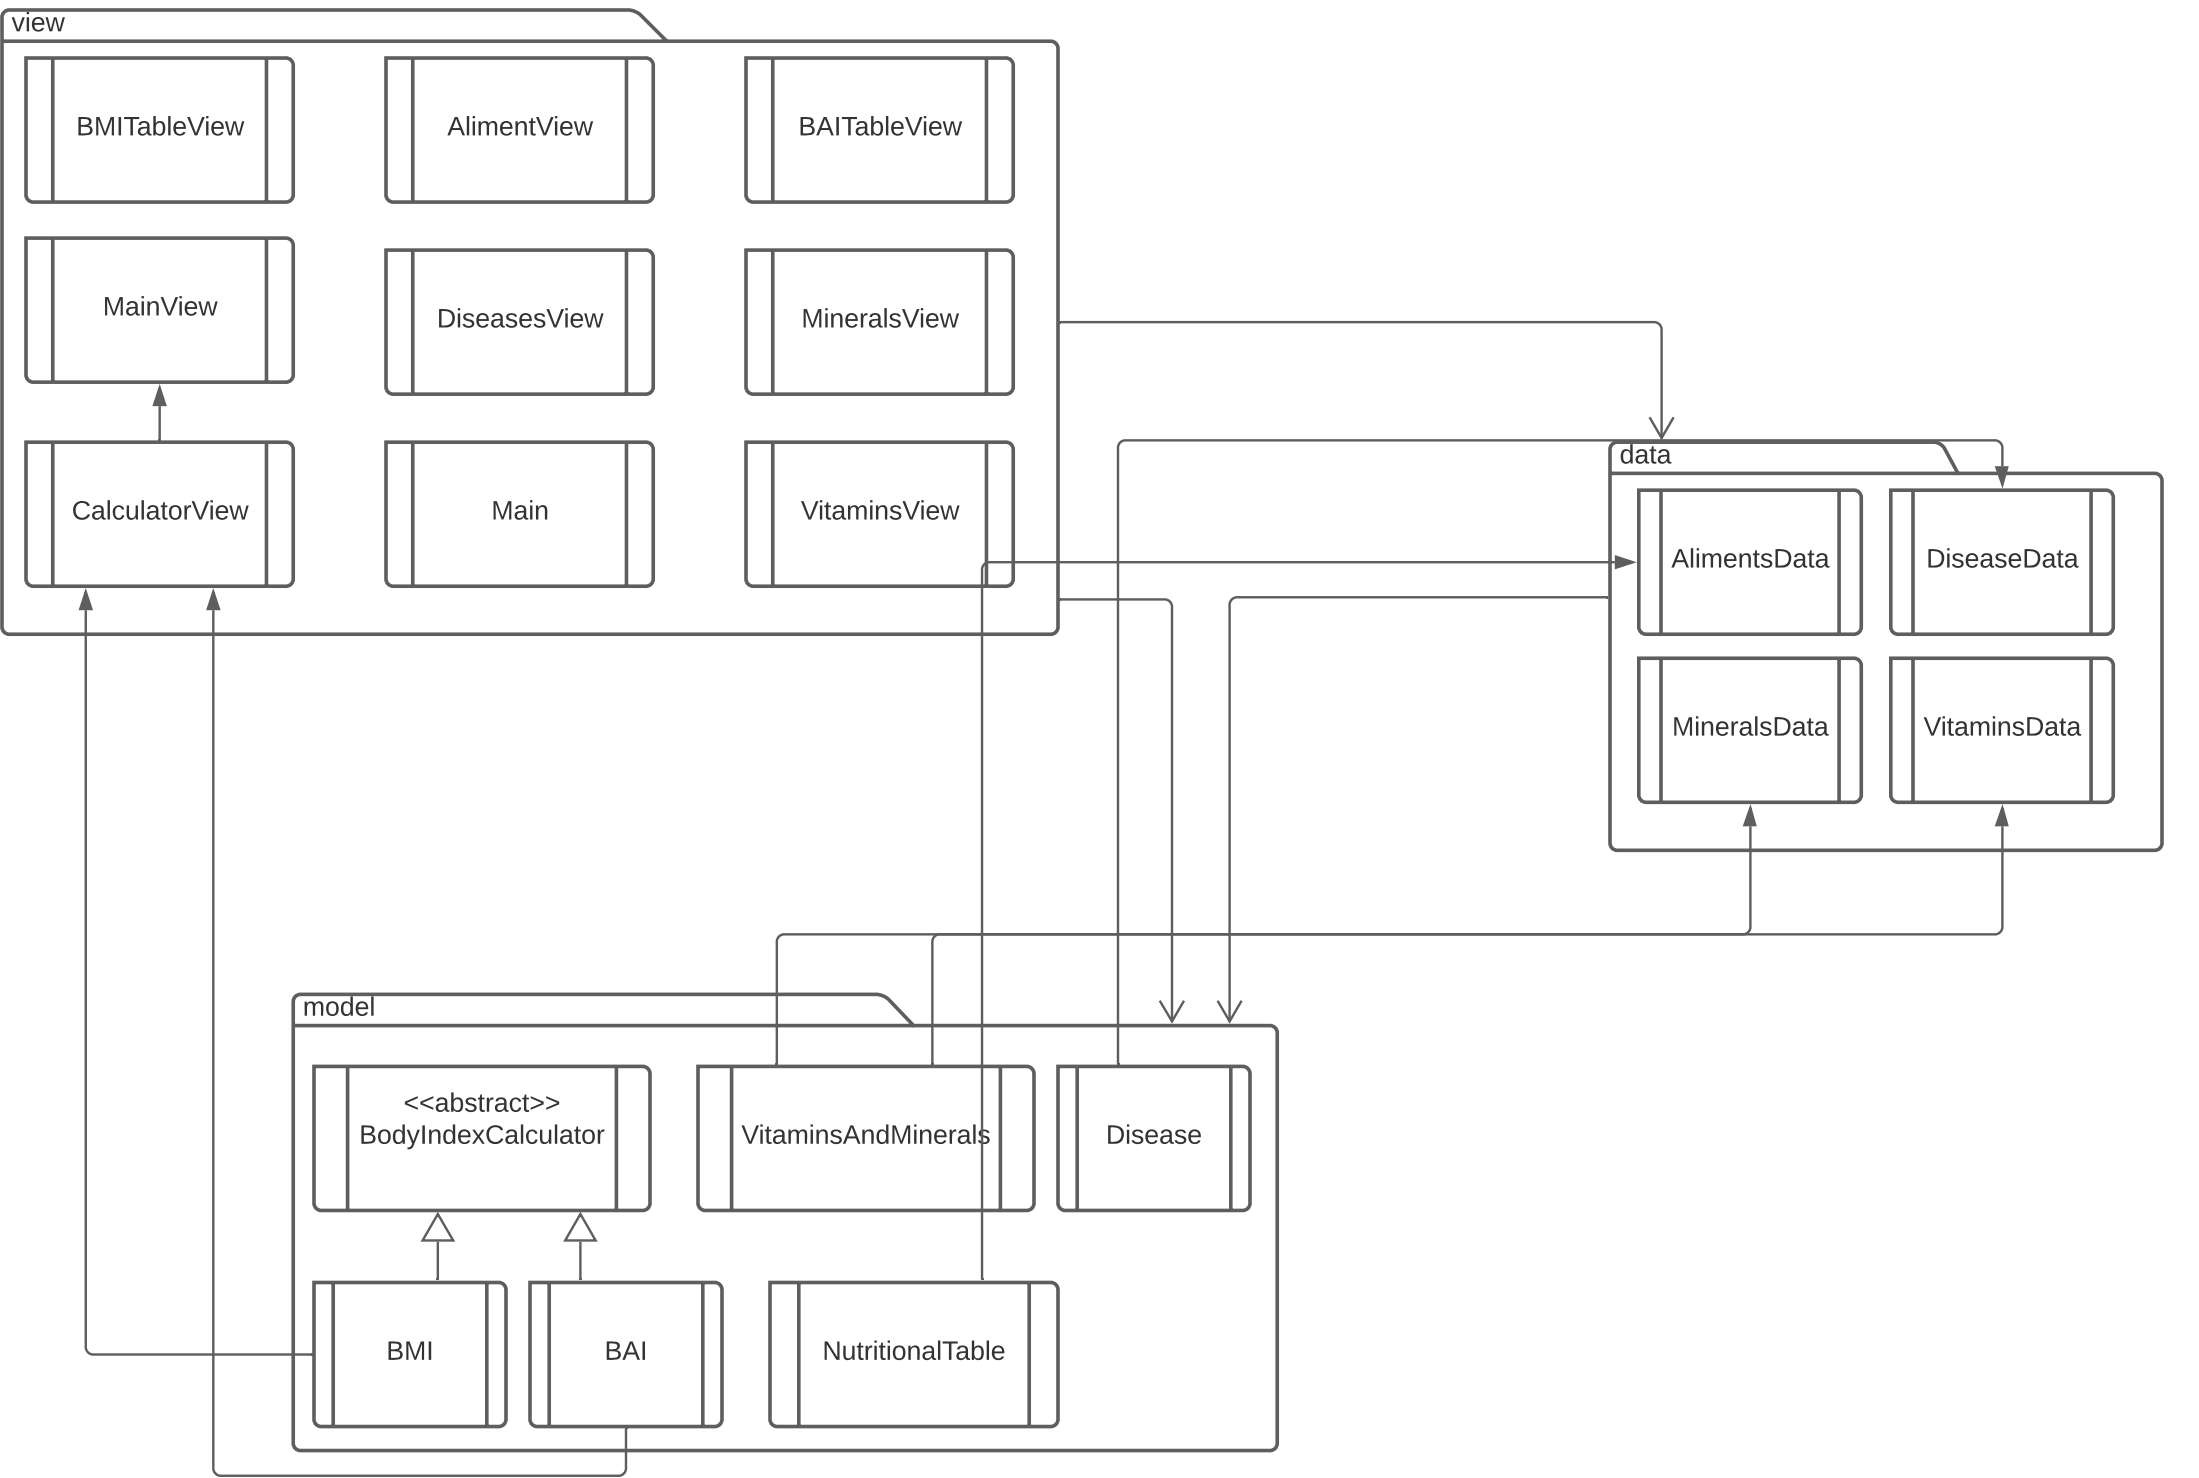 view
BMITableView
AlimentView
BAITableView
MainView
DiseasesView
MineralsView
CalculatorView
Main
VitaminsView
data
AlimentsData
DiseaseData
MineralsData
VitaminsData
model
<<abstract>>
BodyIndexCalculator
VitaminsAndMinerals
Disease
BMI
BAI
NutritionalTable